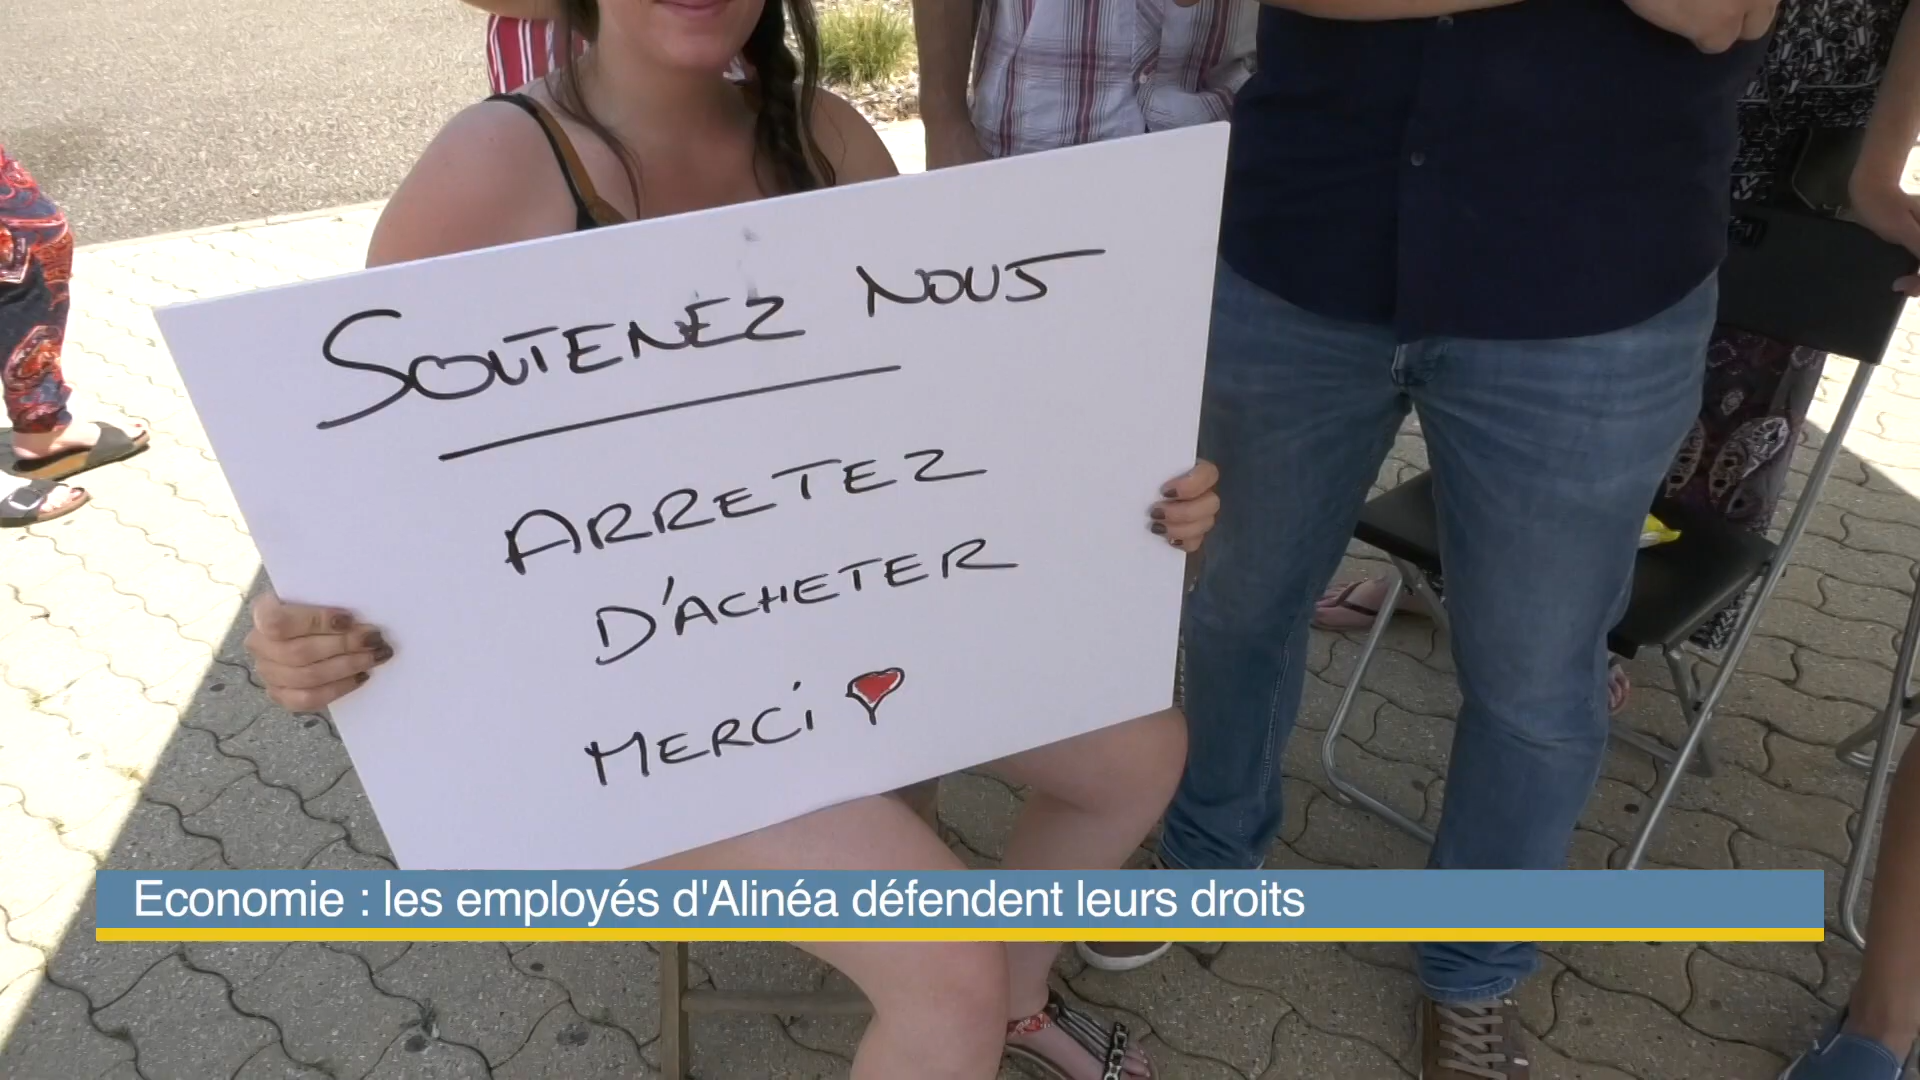 SOUTENEZ NOUS
ARRETEZ
D'ACHETER
MERCi
Economie : les employés d'Alinéa défendent leurs droits